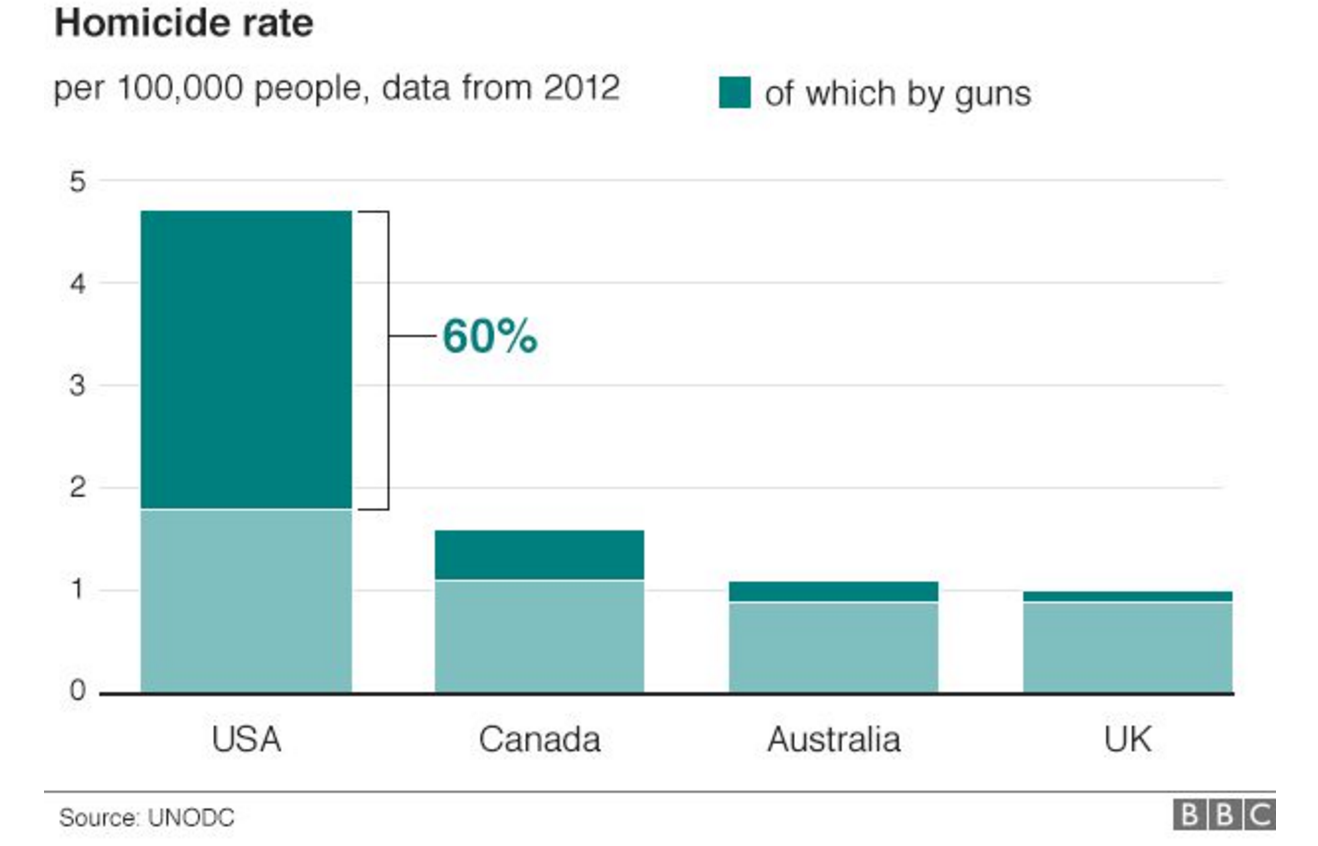 Homicide rate
per 100,000 people, data from 2012
of which by guns
5
4
60%
3
2
1
0
USA Canada Australia UK
Source: UNODC
BBC